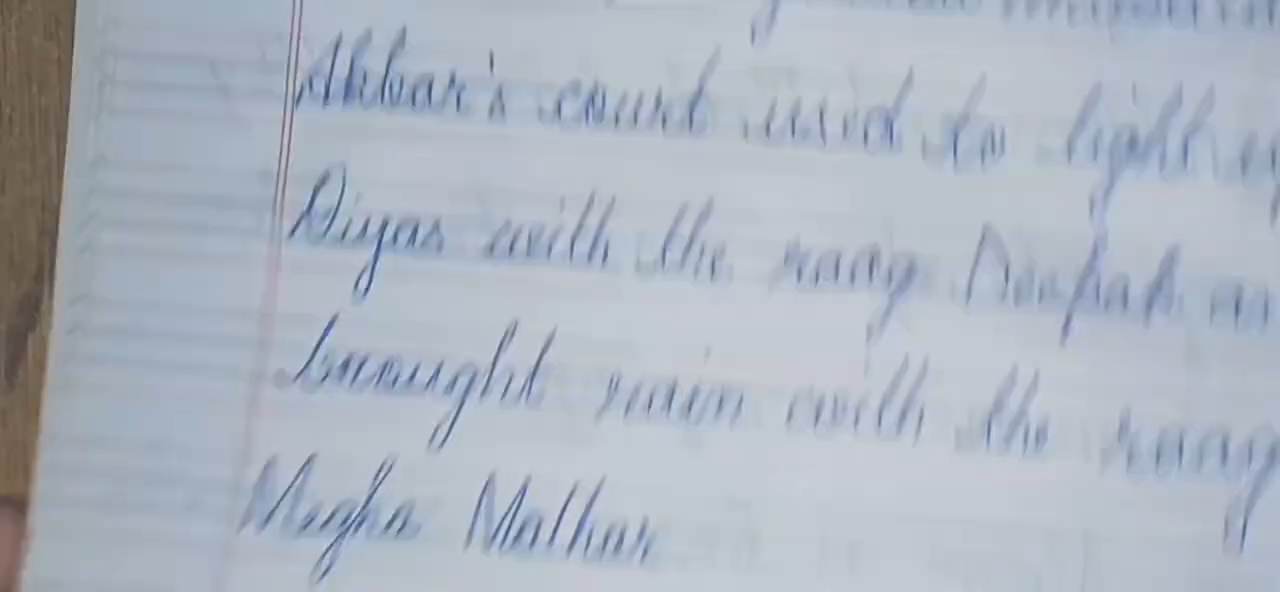 Akbar's court used to light
Diyas with the raag Deepak
brought rain with the raag
Megha Malhar